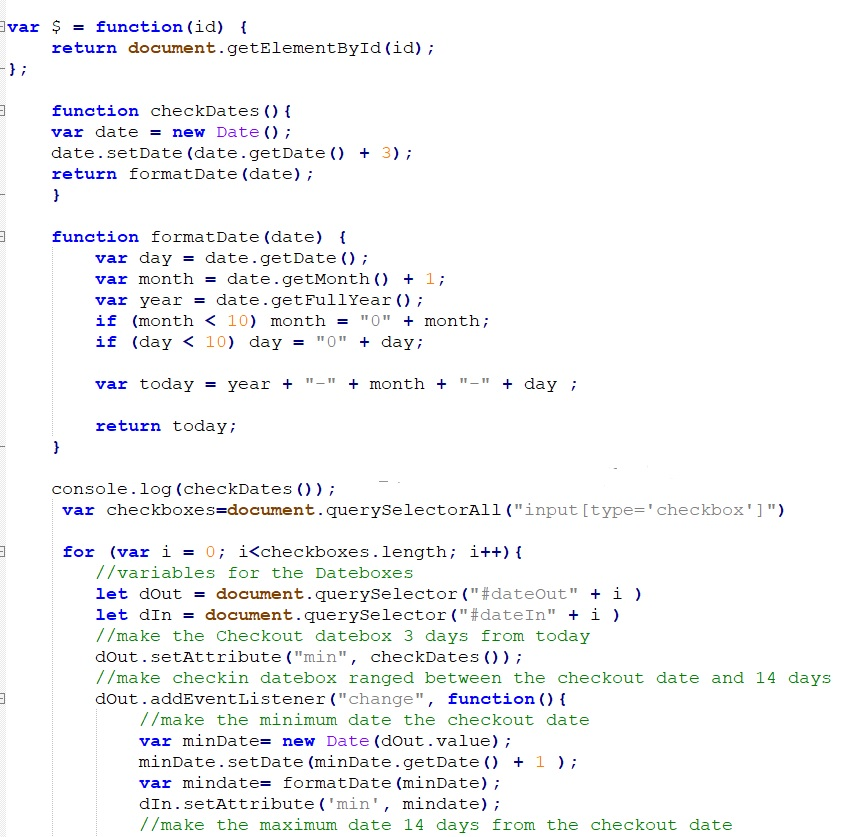 var $ = function(id) {
    return document.getElementById(id);
};

    function checkDates(){
    var date = new Date();
    date.setDate(date.getDate() + 3);
    return formatDate(date);
    }

    function formatDate(date) {
        var day = date.getDate();
        var month = date.getMonth() + 1;
        var year = date.getFullYear();
        if (month < 10) month = "0" + month;
        if (day < 10) day = "0" + day;

        var today = year + "-" + month + "-" + day ;

        return today;
    }

    console.log(checkDates());
     var checkboxes=document.querySelectorAll("input[type='checkbox']")

     for (var i = 0; i<checkboxes.length; i++){
        //variables for the Dateboxes
        let dOut = document.querySelector("#dateOut" + i )
        let dIn = document.querySelector("#dateIn" + i )
        //make the Checkout datebox 3 days from today
        dOut.setAttribute("min", checkDates());
        //make checkin datebox ranged between the checkout date and 14 days
        dOut.addEventListener("change", function(){
            //make the minimum date the checkout date
            var minDate= new Date(dOut.value);
            minDate.setDate(minDate.getDate() + 1 );
            var mindate= formatDate(minDate);
            dIn.setAttribute('min', mindate);
            //make the maximum date 14 days from the checkout date